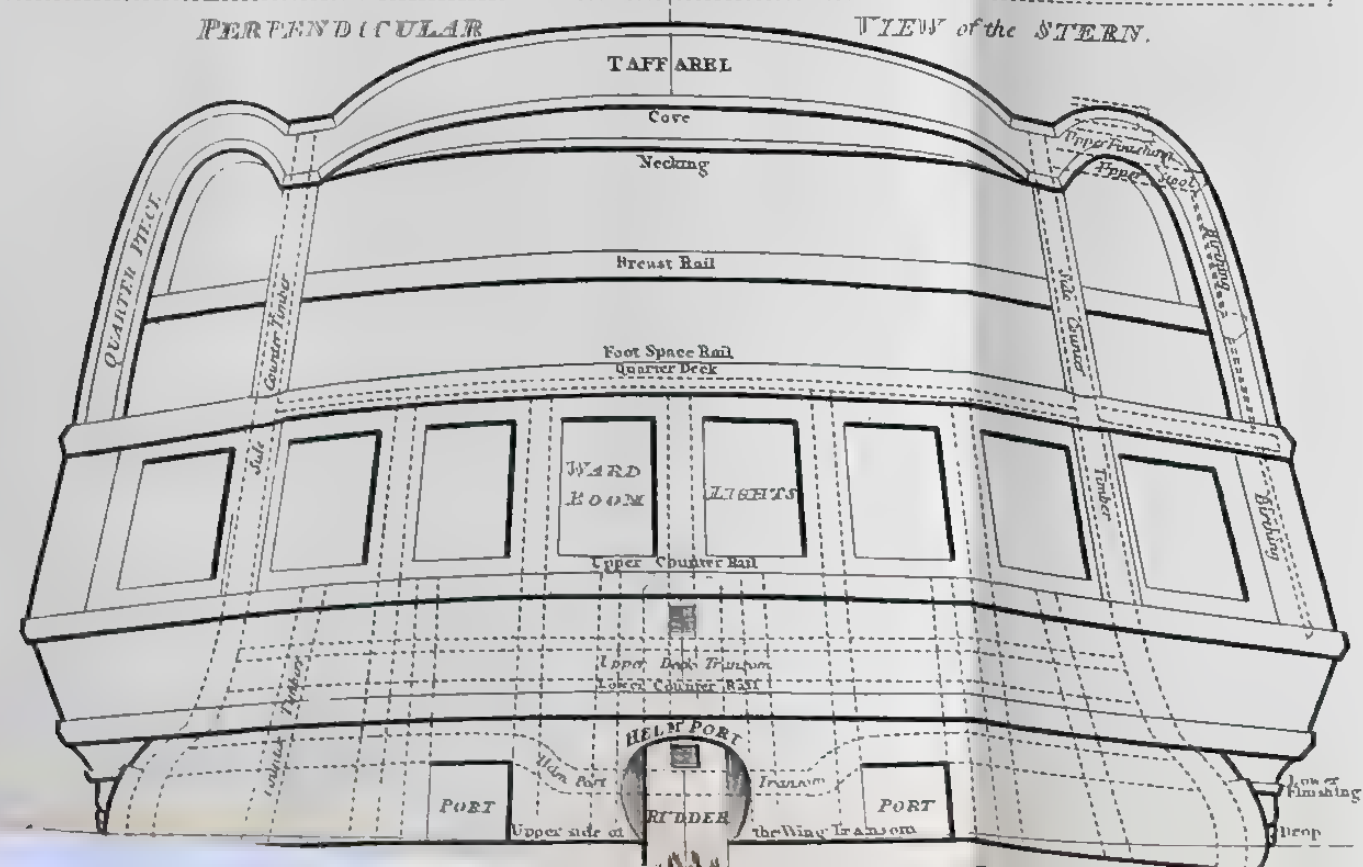 PERPENDICULAR VIEW of the STERN.
TAFFAREL
Cove
Necking
Upper Finishing
Upper Stool
QUARTER PIECE
Running
Breast Rail
Side Counter Timber
Side Counter Timber
Foot Space Rail
Quarter Deck
WARD ROOM LIGHTS
Birthing
Upper Counter Rail
Upper Deck Transom
Lower Counter Rail
Counter Timber
HELM PORT
Helm Port Transom
PORT
RUDDER
PORT
Upper side of the Wing Transom
Lower Finishing
Drop